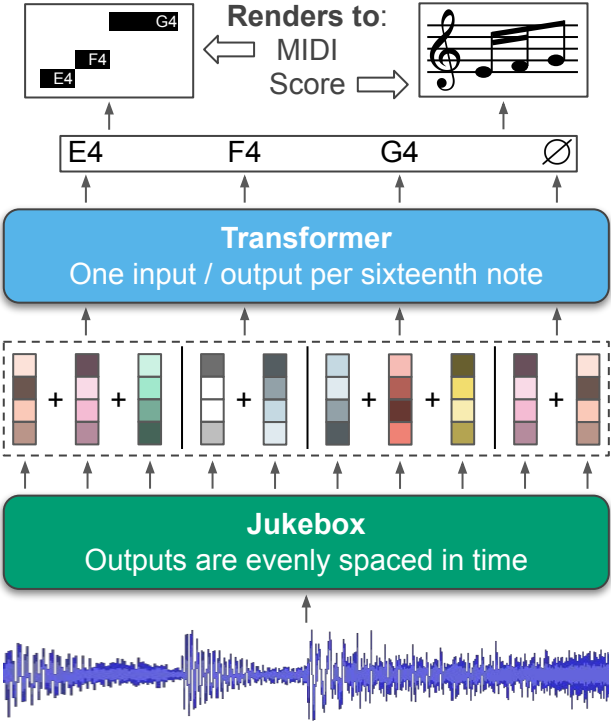 Renders to:
MIDI
Score
G4
F4
E4
E4 F4 G4 ∅
Transformer
One input / output per sixteenth note
+ + + + + +
Jukebox
Outputs are evenly spaced in time